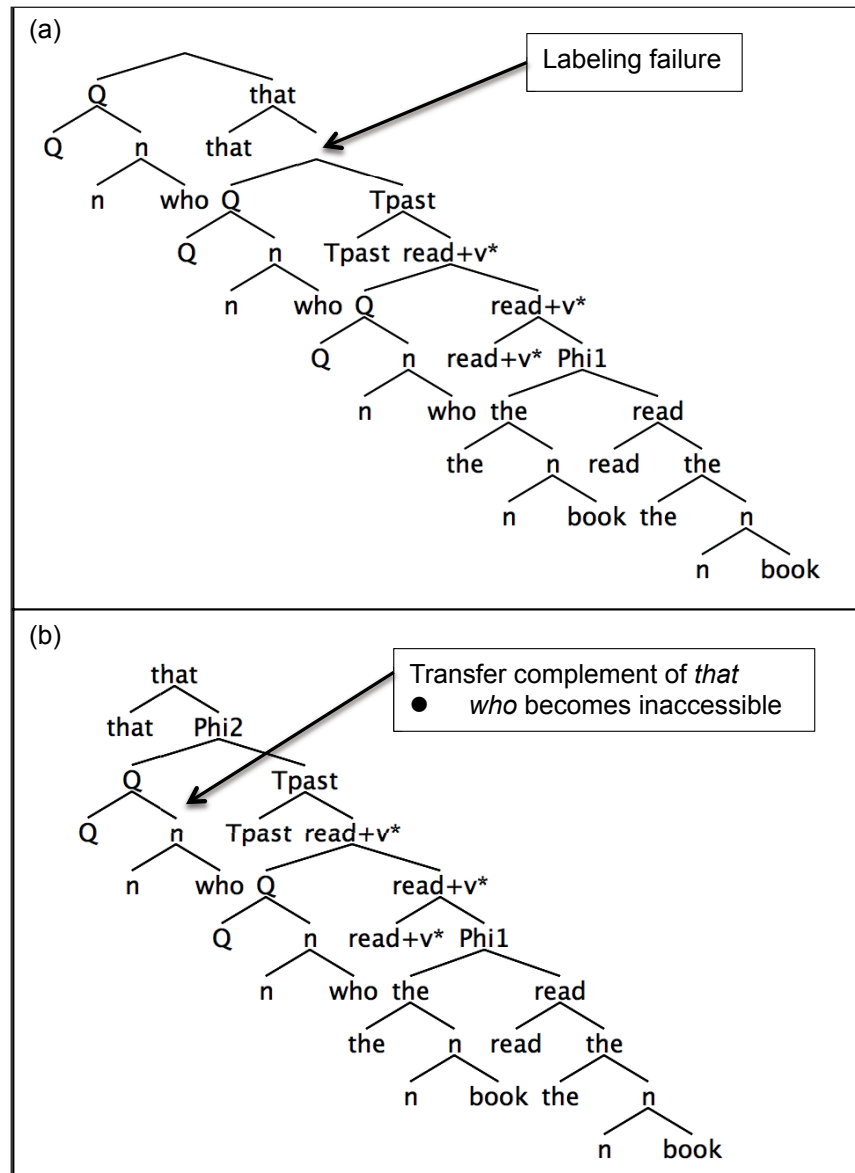 (a)
Labeling failure
Q that
Q n that
n who Q Tpast
Q n Tpast read+v*
n who Q read+v*
Q n read+v* Phi1
n who the read
the n read the
n book the n
n book
(b)
that
Transfer complement of that
● who becomes inaccessible
that Phi2
Q Tpast
Q n Tpast read+v*
n who Q read+v*
Q n read+v* Phi1
n who the read
the n read the
n book the n
n book